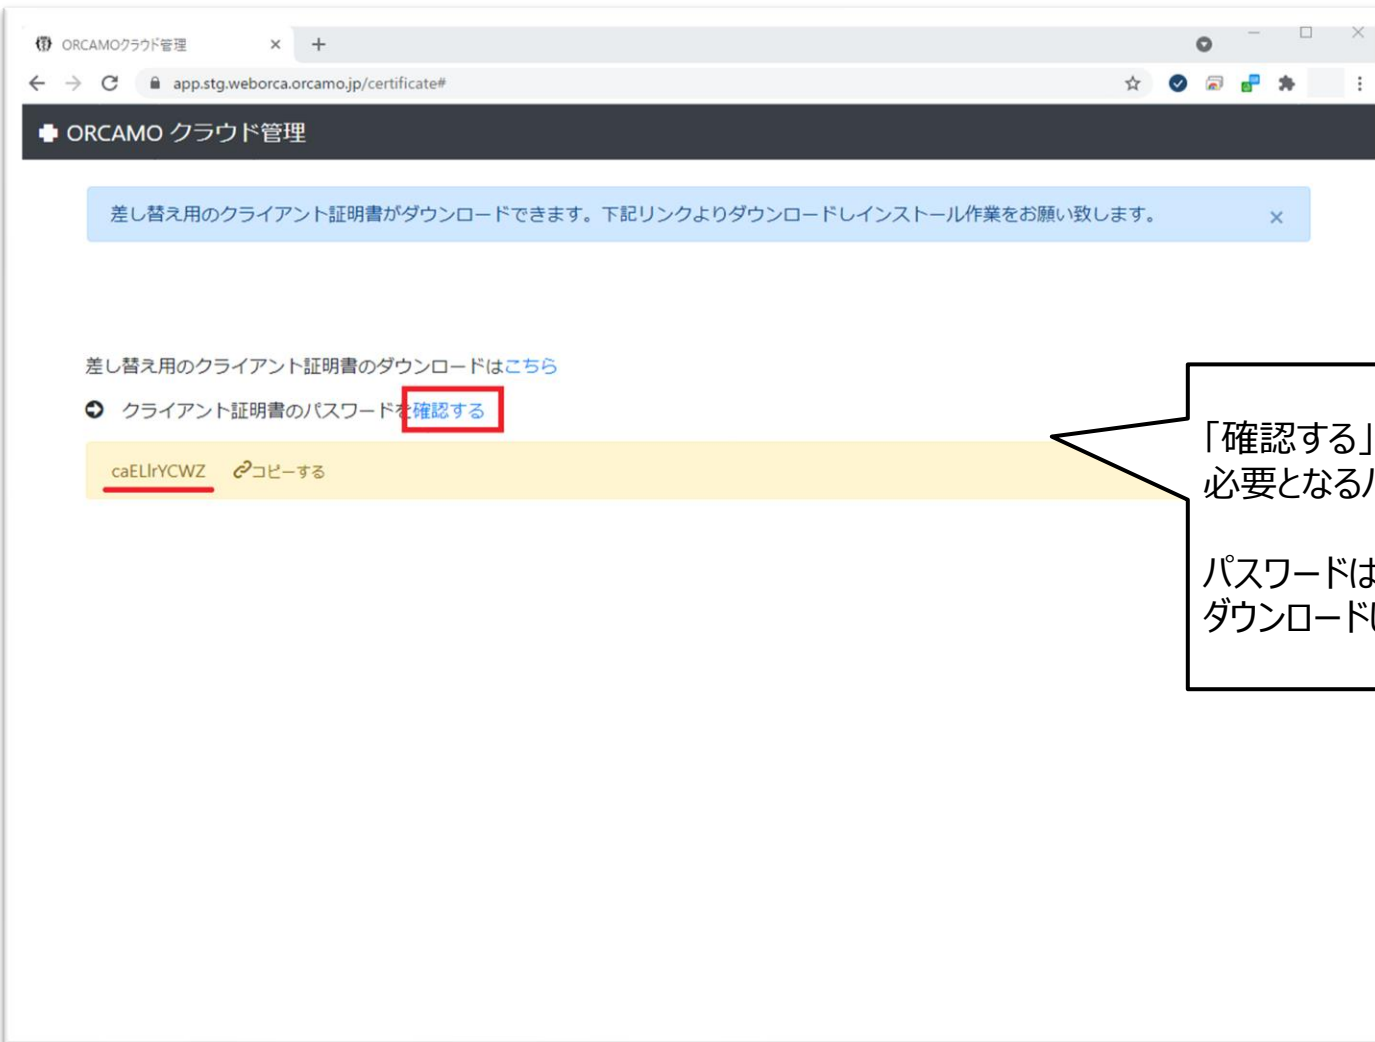 ORCAMOクラウド管理
app.stg.weborca.orcamo.jp/certificate#
ORCAMO クラウド管理
差し替え用のクライアント証明書がダウンロードできます。下記リンクよりダウンロードしインストール作業をお願い致します。
差し替え用のクライアント証明書のダウンロードはこちら
クライアント証明書のパスワードを確認する
caELlrYCWZ コピーする
「確認する」
必要となる
パスワードは
ダウンロード